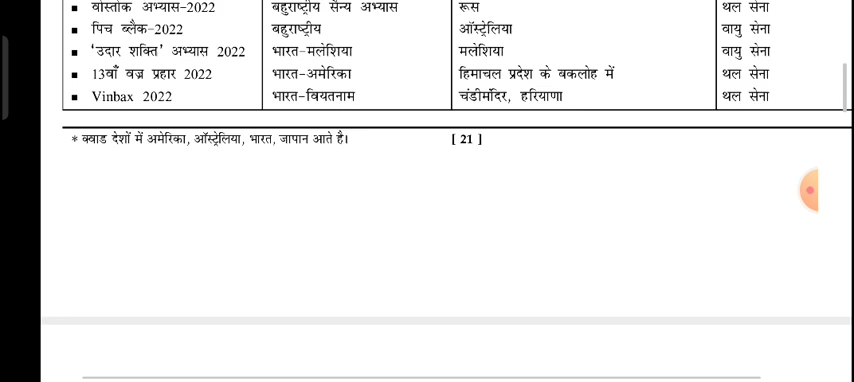 ▪ वोस्तोक अभ्यास-2022 बहुराष्ट्रीय सैन्य अभ्यास रूस थल सेना
▪ पिच ब्लैक-2022 बहुराष्ट्रीय ऑस्ट्रेलिया वायु सेना
▪ ‘उदार शक्ति’ अभ्यास 2022 भारत-मलेशिया मलेशिया वायु सेना
▪ 13वाँ वज्र प्रहार 2022 भारत-अमेरिका हिमाचल प्रदेश के बकलोह में थल सेना
▪ Vinbax 2022 भारत-वियतनाम चंडीमंदिर, हरियाणा थल सेना
* क्वाड देशों में अमेरिका, ऑस्ट्रेलिया, भारत, जापान आते है। [ 21 ]